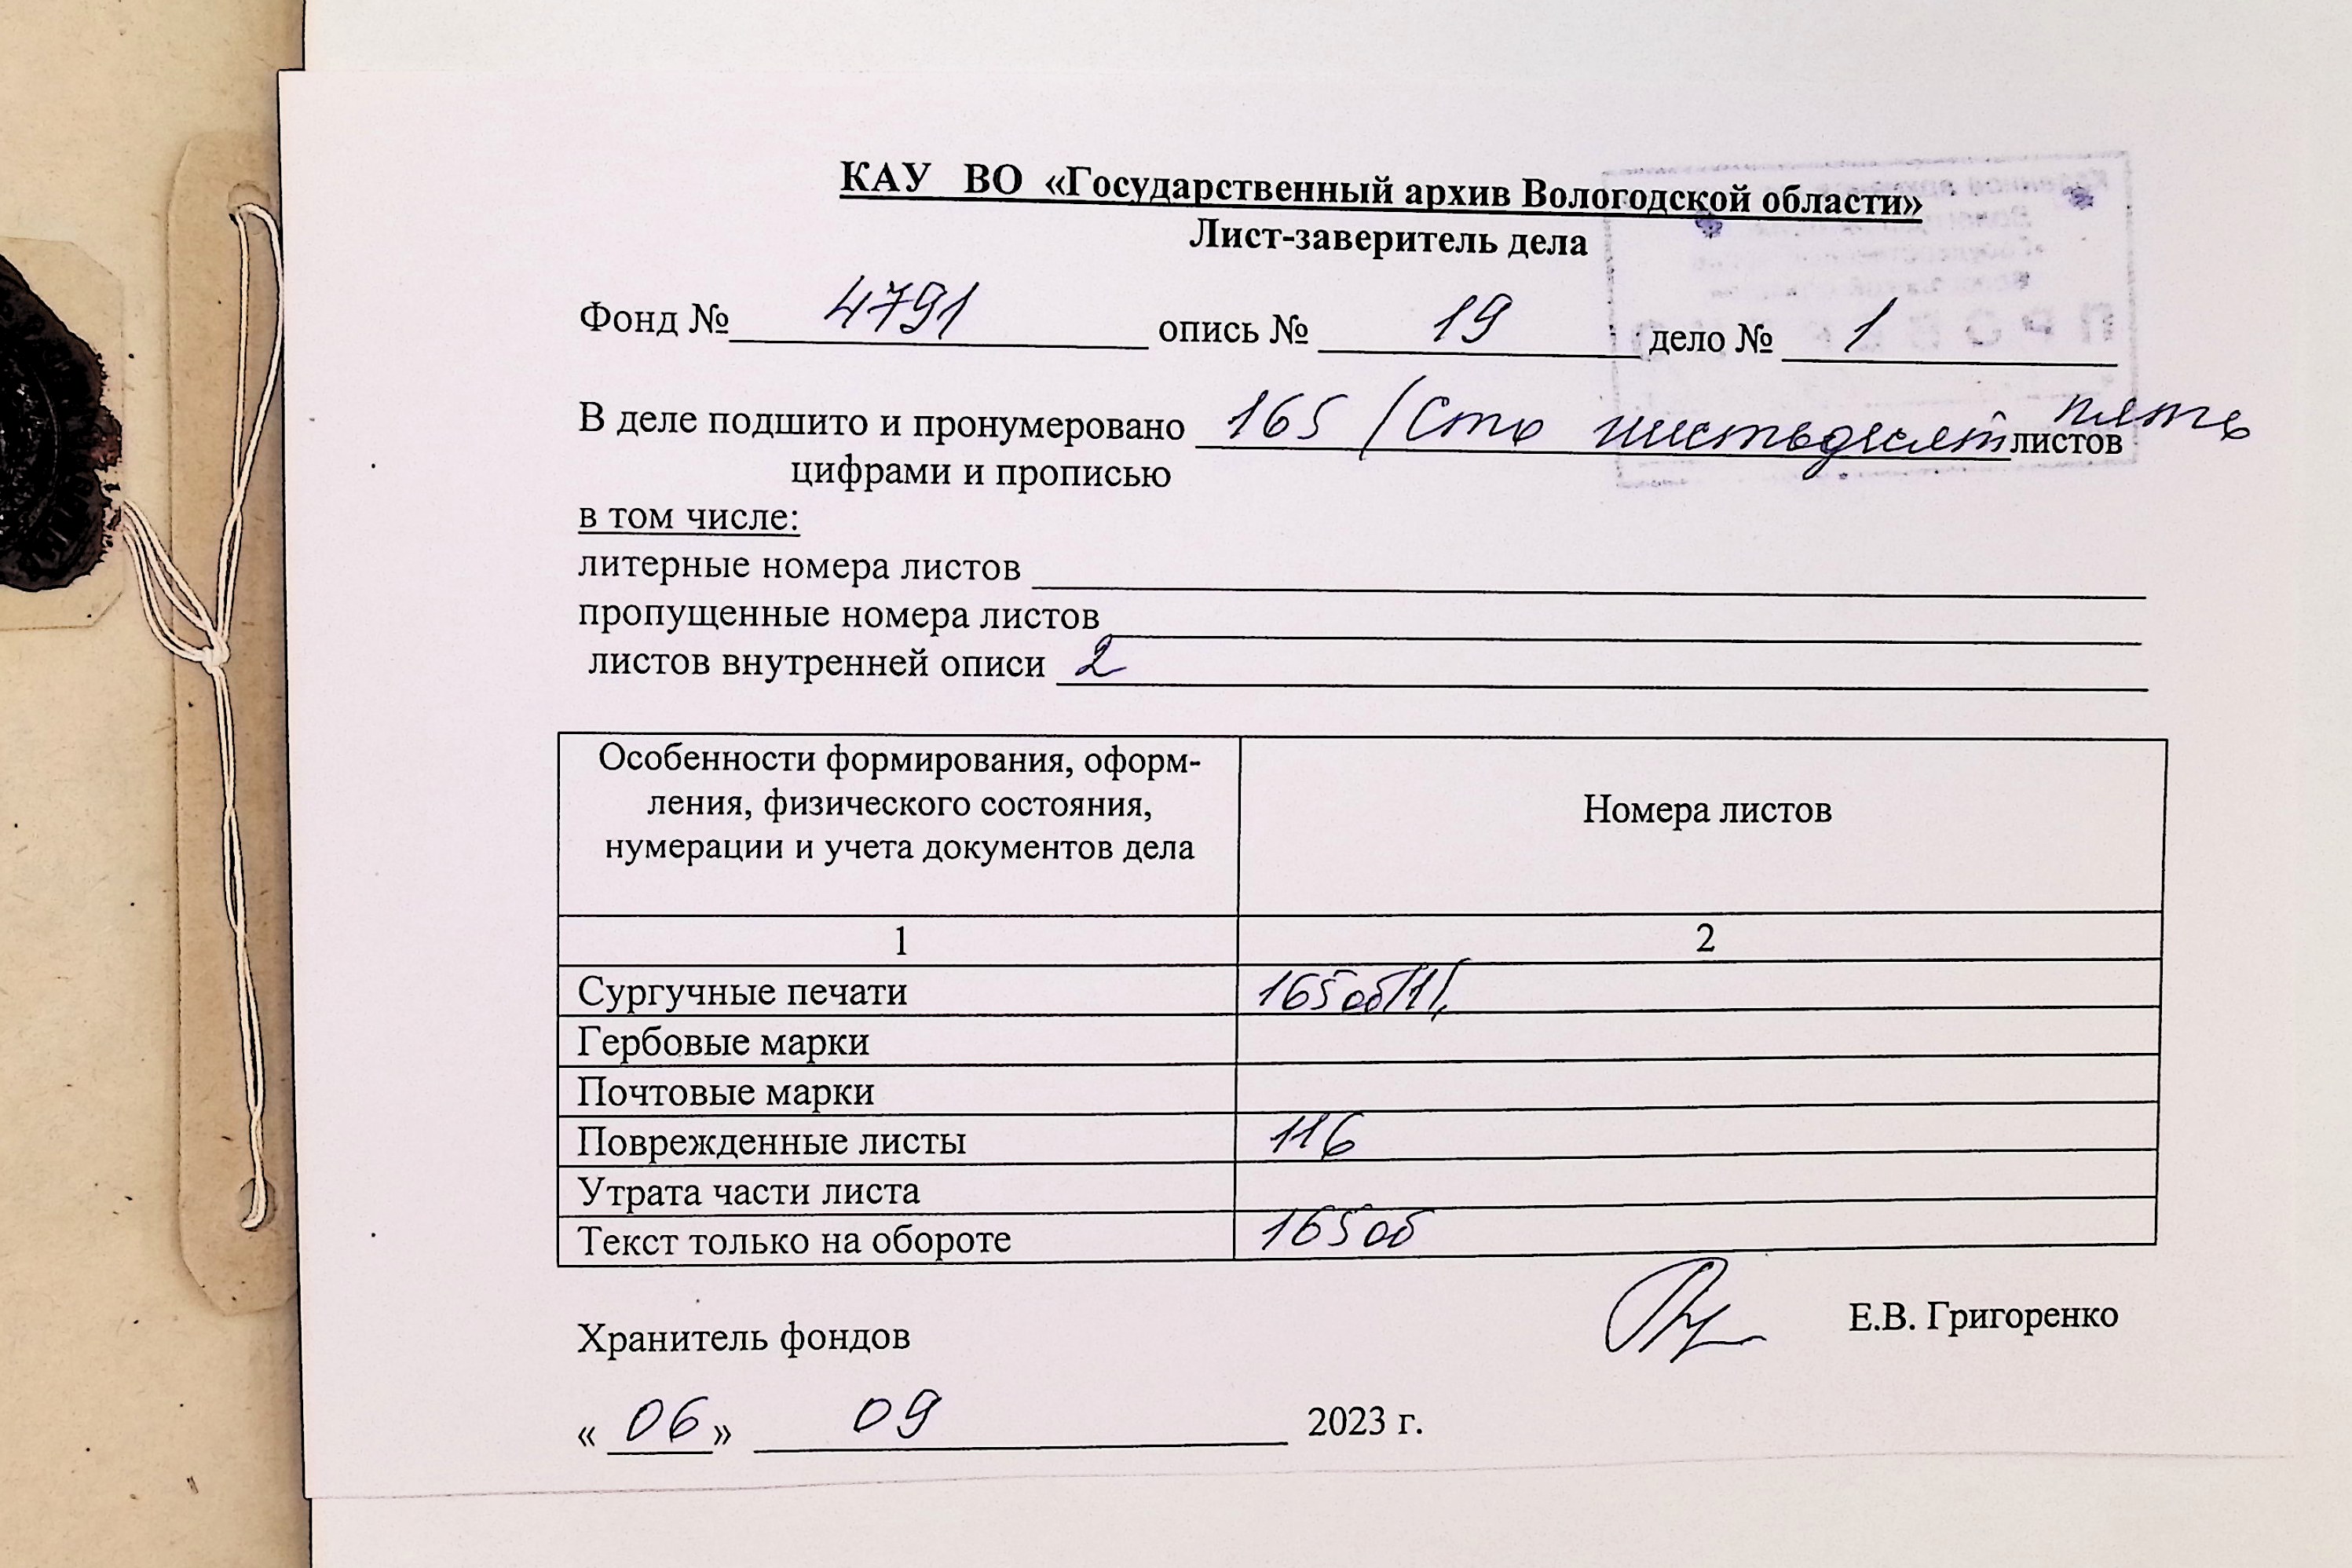 КАУ ВО «Государственный архив Вологодской области»
Лист-заверитель дела
Фонд № 4791 опись № 19 дело № 1
В деле подшито и пронумеровано 165 /Сто шестьдесят пять листов
цифрами и прописью
в том числе:
литерные номера листов
пропущенные номера листов
листов внутренней описи 2
Особенности формирования, оформ-
ления, физического состояния,
нумерации и учета документов дела
Номера листов
1 2
Сургучные печати 165об/1/,
Гербовые марки
Почтовые марки
Поврежденные листы 116
Утрата части листа
Текст только на обороте 165об
Хранитель фондов Е.В. Григоренко
« 06 » 09 2023 г.